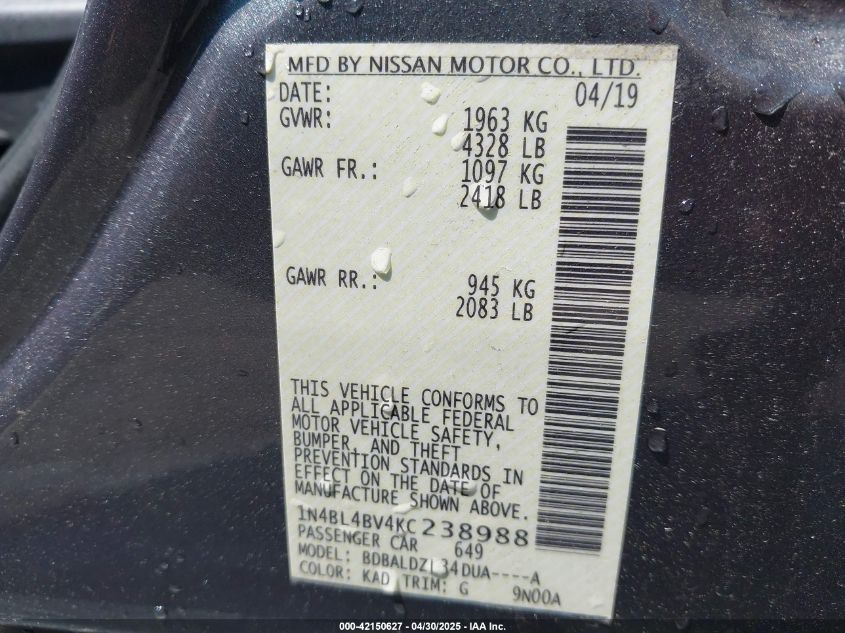 MFD BY NISSAN MOTOR CO., LTD.
DATE: 04/19
GVWR: 1963 KG
4328 LB
GAWR FR.: 1097 KG
2418 LB
GAWR RR.: 945 KG
2083 LB
THIS VEHICLE CONFORMS TO
ALL APPLICABLE FEDERAL
MOTOR VEHICLE SAFETY,
BUMPER, AND THEFT
PREVENTION STANDARDS IN
EFFECT ON THE DATE OF
MANUFACTURE SHOWN ABOVE.
1N4BL4BV4KC238988
PASSENGER CAR 649
MODEL: BDBALDZL34DUA----A
COLOR: KAD TRIM: G 9N00A
000-42150627 - 04/30/2025 - IAA Inc.